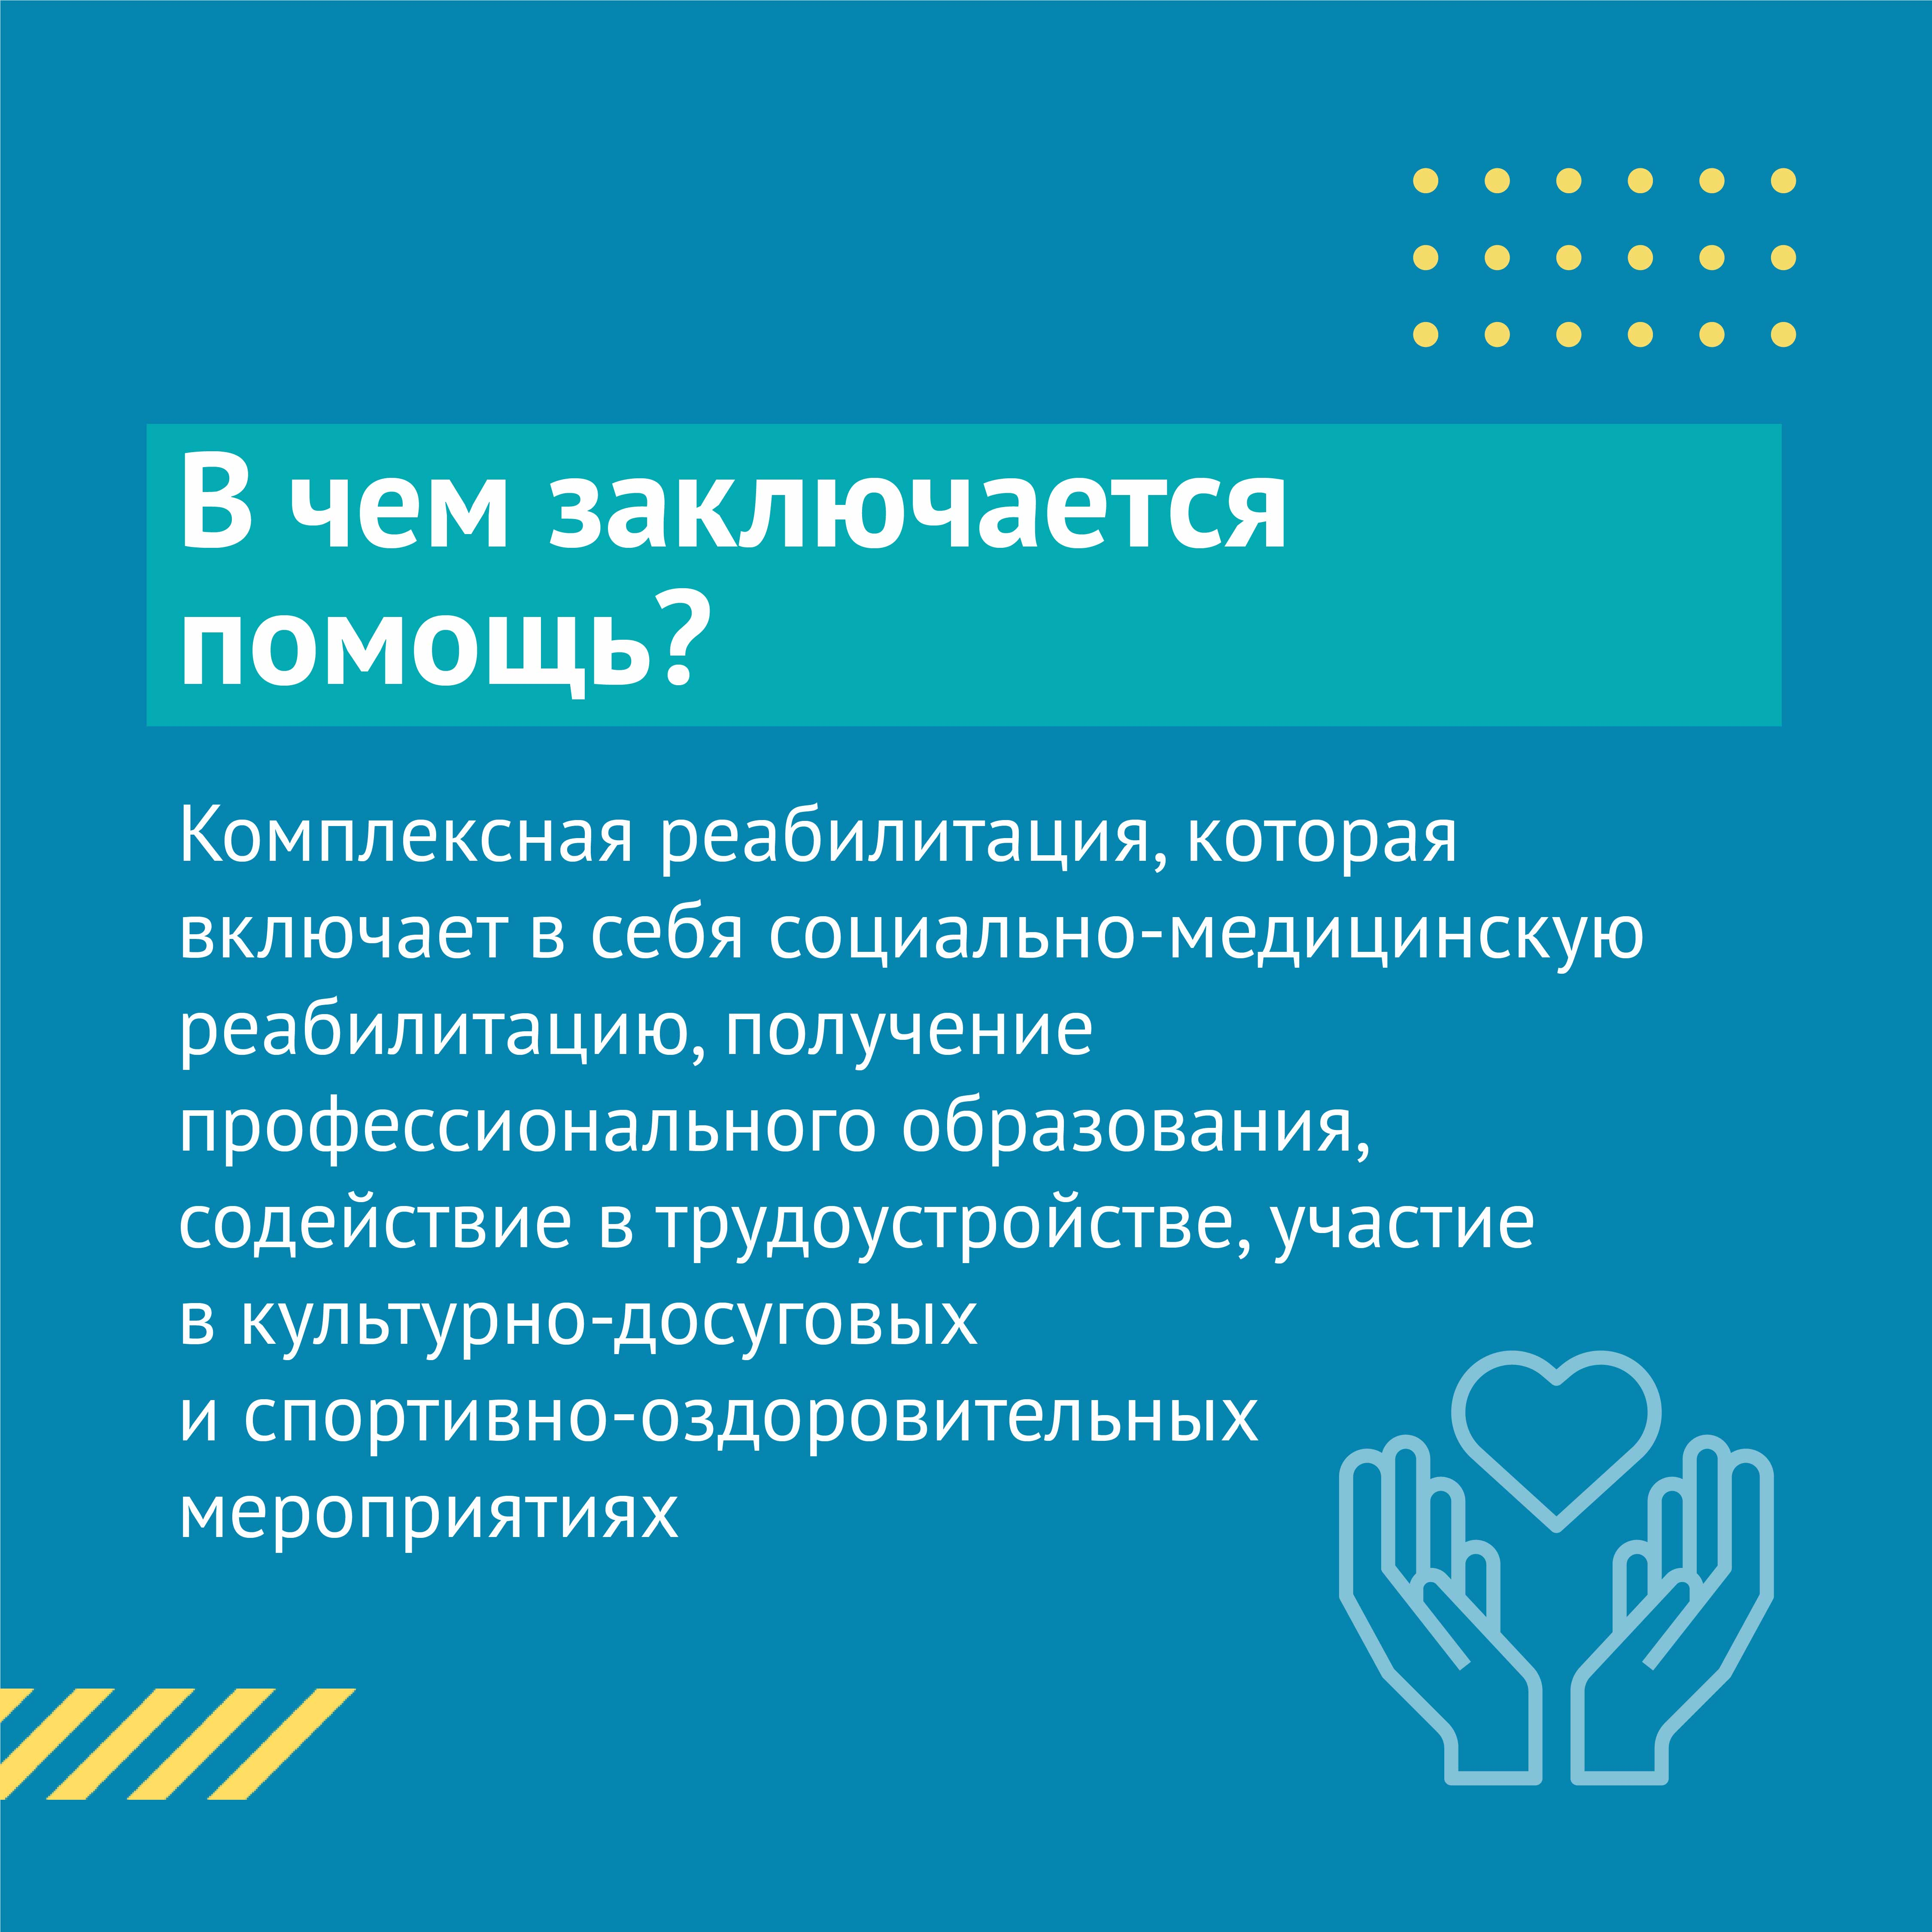 В чем заключается
помощь?
Комплексная реабилитация, которая
включает в себя социально-медицинскую
реабилитацию, получение
профессионального образования,
содействие в трудоустройстве, участие
в культурно-досуговых
и спортивно-оздоровительных
мероприятиях